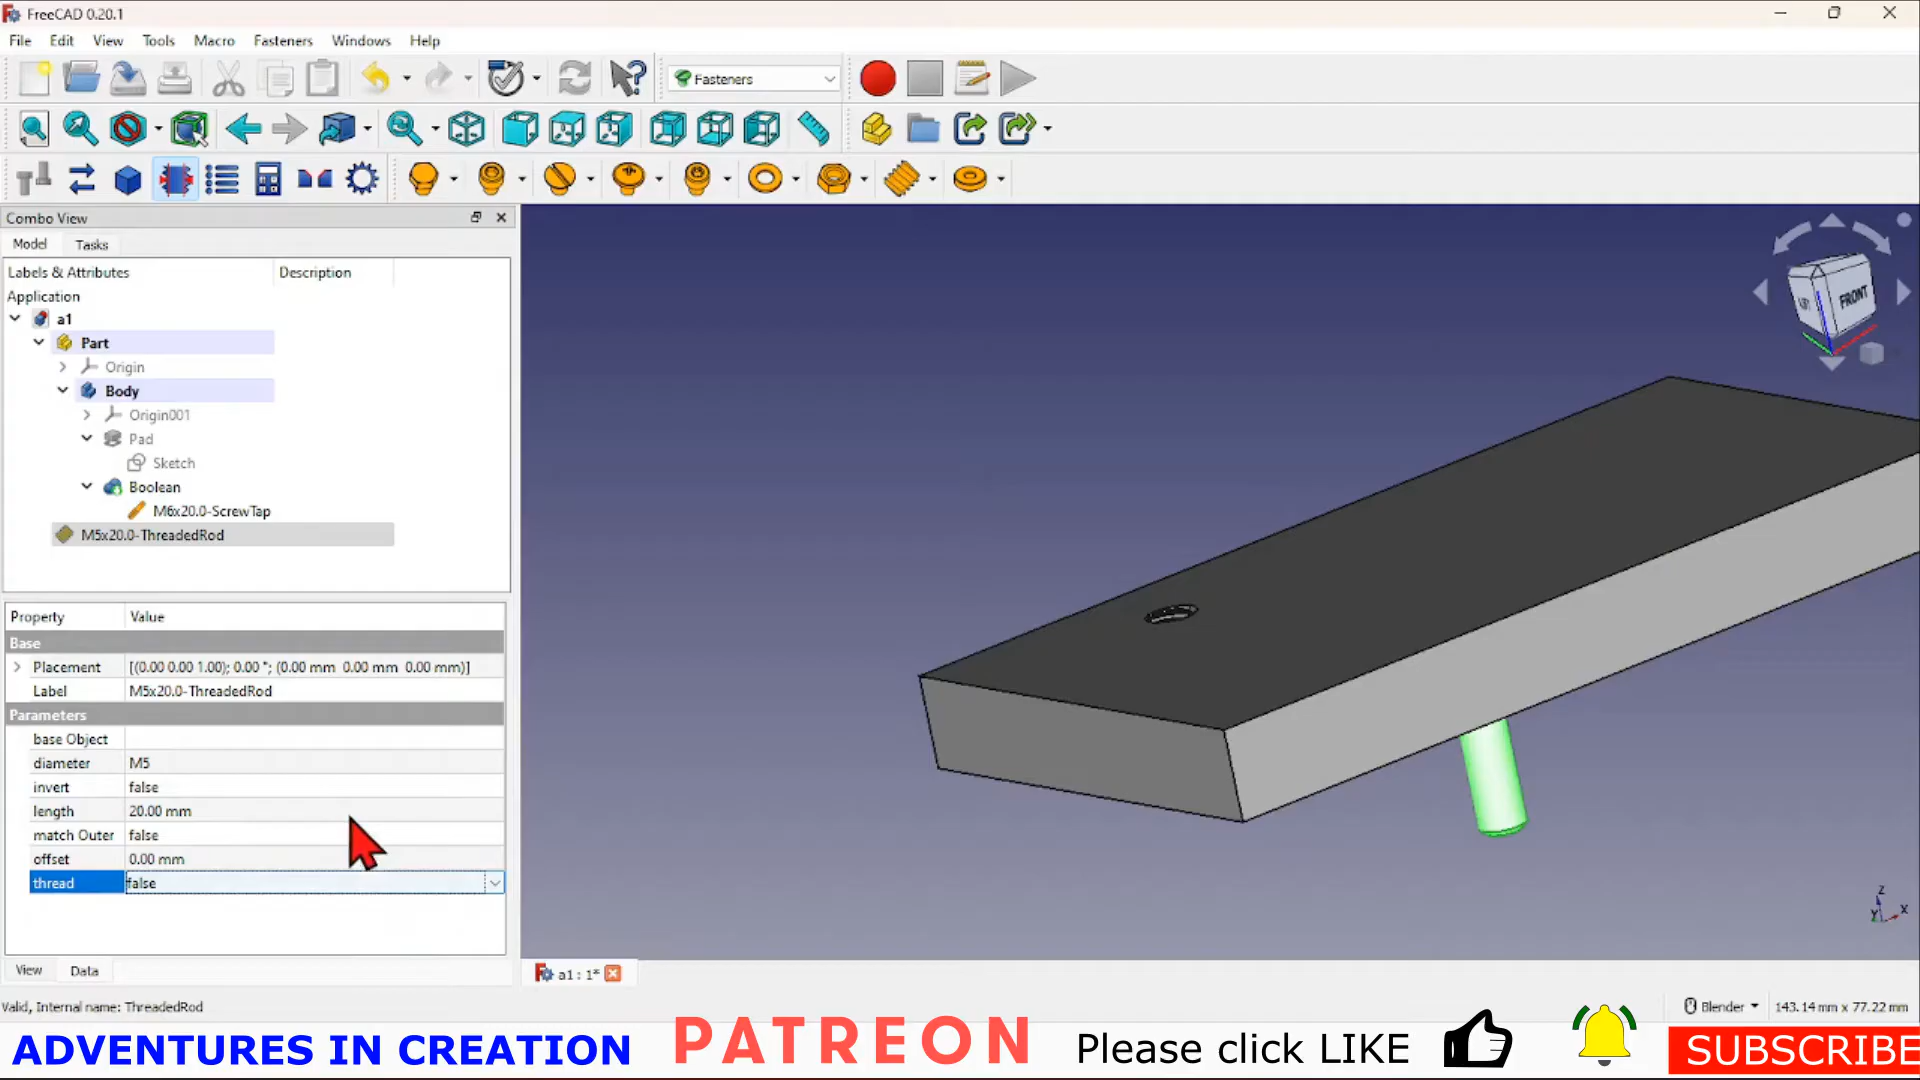 FreeCAD 0.20.1
File Edit View Tools Macro Fasteners Windows Help
Fasteners
Combo View
Model Tasks
Labels & Attributes Description
Application
a1
Part
Origin
Body
Origin001
Pad
Sketch
Boolean
M6x20.0-ScrewTap
M5x20.0-ThreadedRod
Property Value
Base
Placement [(0.00 0.00 1.00); 0.00 °; (0.00 mm 0.00 mm 0.00 mm)]
Label M5x20.0-ThreadedRod
Parameters
base Object
diameter M5
invert false
length 20.00 mm
match Outer false
offset 0.00 mm
thread false
View Data
FRONT
Z
Y X
a1 : 1*
Valid, Internal name: ThreadedRod
Blender 143.14 mm x 77.22 mm
ADVENTURES IN CREATION PATREON Please click LIKE SUBSCRIBE